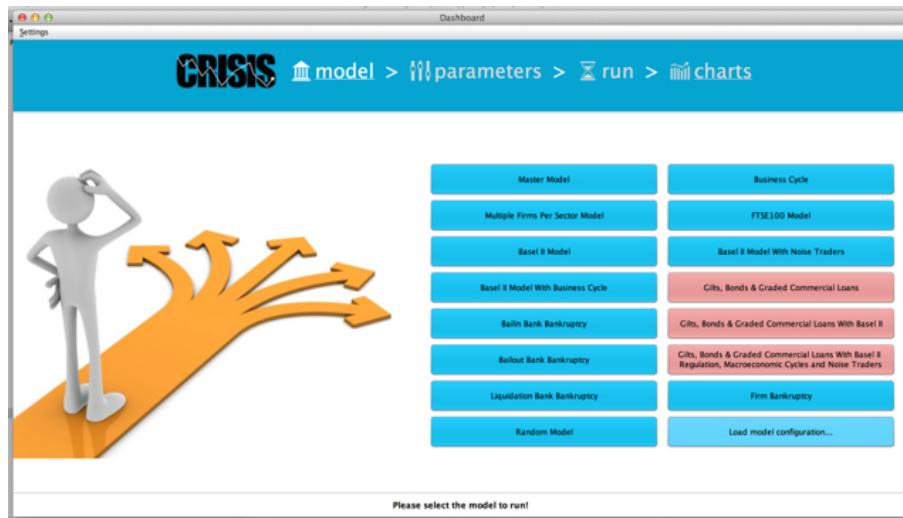 Dashboard
Settings
CRISIS model > parameters > run > charts
Master Model
Business Cycle
Multiple Firms Per Sector Model
FTSE100 Model
Basel II Model
Basel II Model With Noise Traders
Basel II Model With Business Cycle
Gilts, Bonds & Graded Commercial Loans
Bailin Bank Bankruptcy
Gilts, Bonds & Graded Commercial Loans With Basel II
Bailout Bank Bankruptcy
Gilts, Bonds & Graded Commercial Loans With Basel II
Regulation, Macroeconomic Cycles and Noise Traders
Liquidation Bank Bankruptcy
Firm Bankruptcy
Random Model
Load model configuration...
Please select the model to run!